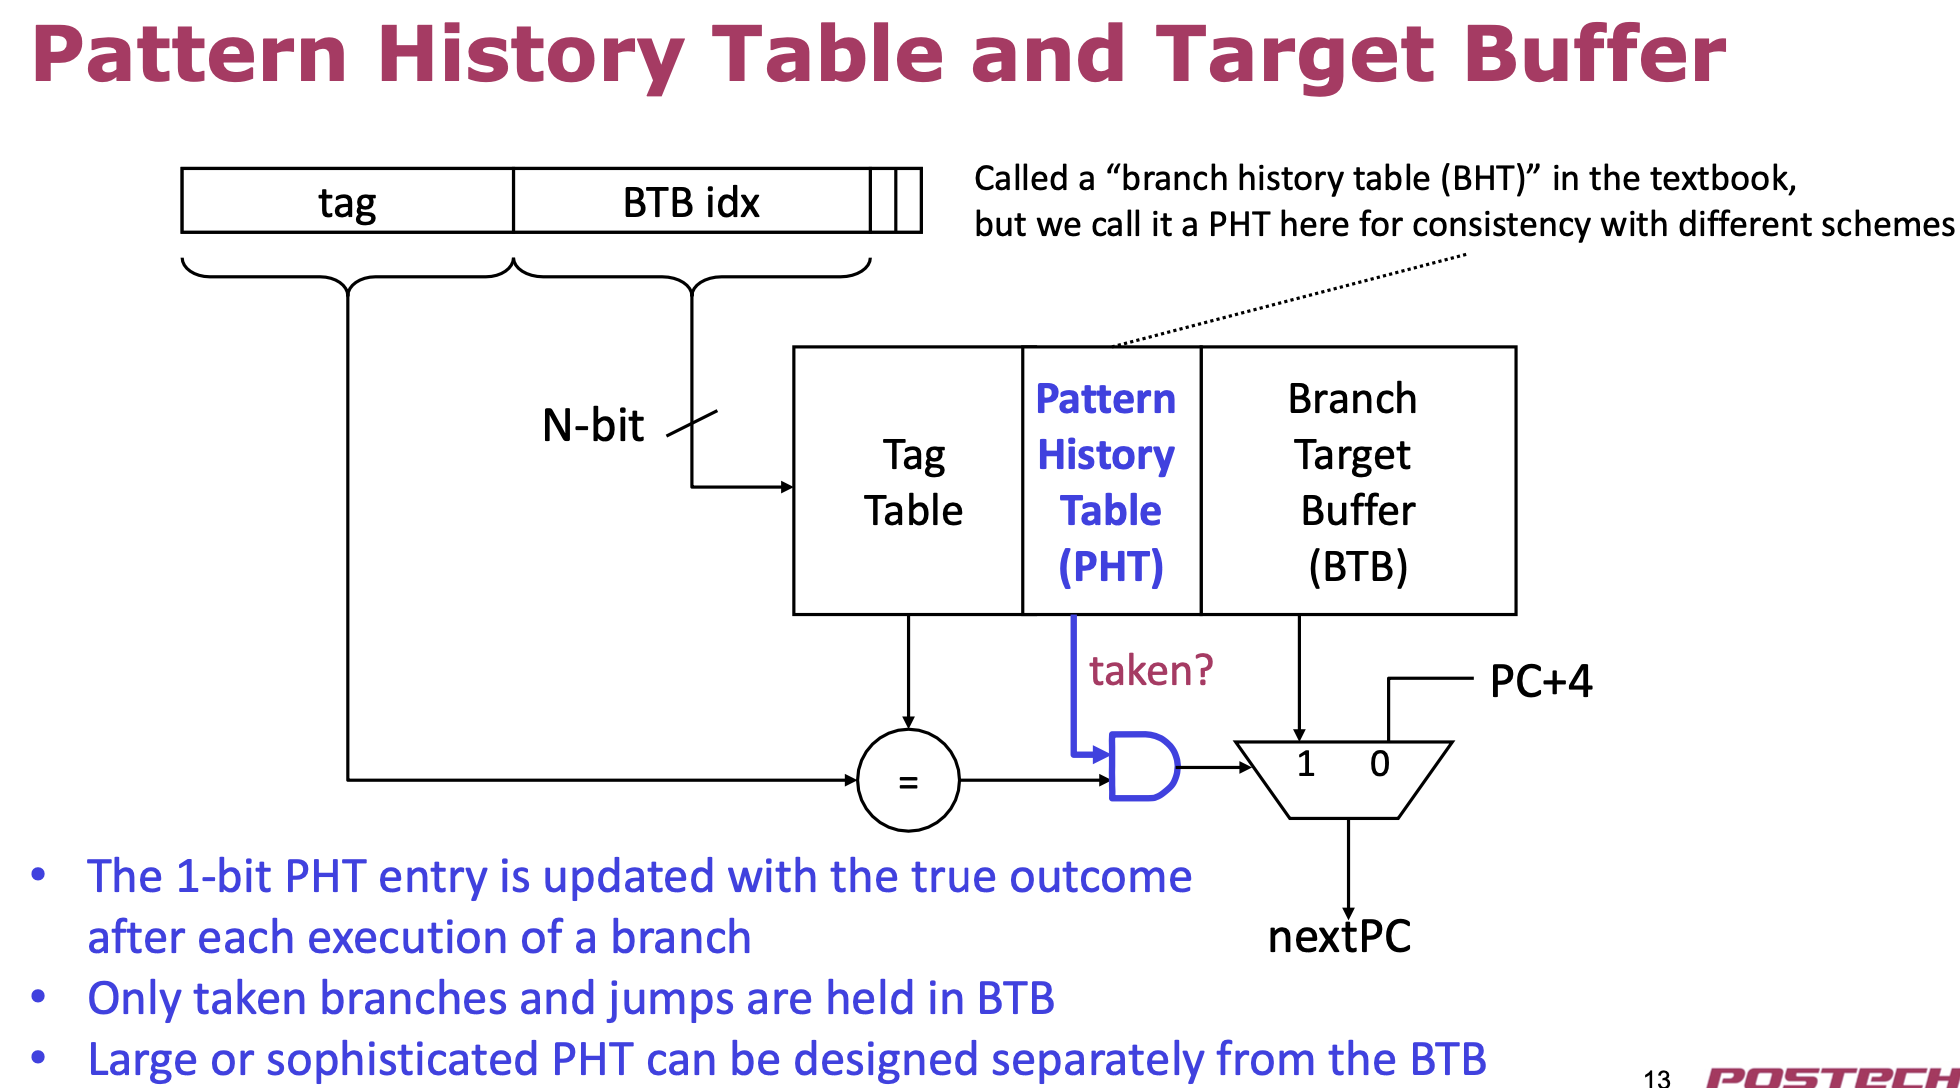 Pattern History Table and Target Buffer
tag
BTB idx
Called a “branch history table (BHT)” in the textbook,
but we call it a PHT here for consistency with different schemes
N-bit
Tag
Table
Pattern
History
Table
(PHT)
Branch
Target
Buffer
(BTB)
taken?
PC+4
=
1 0
nextPC
• The 1-bit PHT entry is updated with the true outcome
after each execution of a branch
• Only taken branches and jumps are held in BTB
• Large or sophisticated PHT can be designed separately from the BTB
13
POSTECH